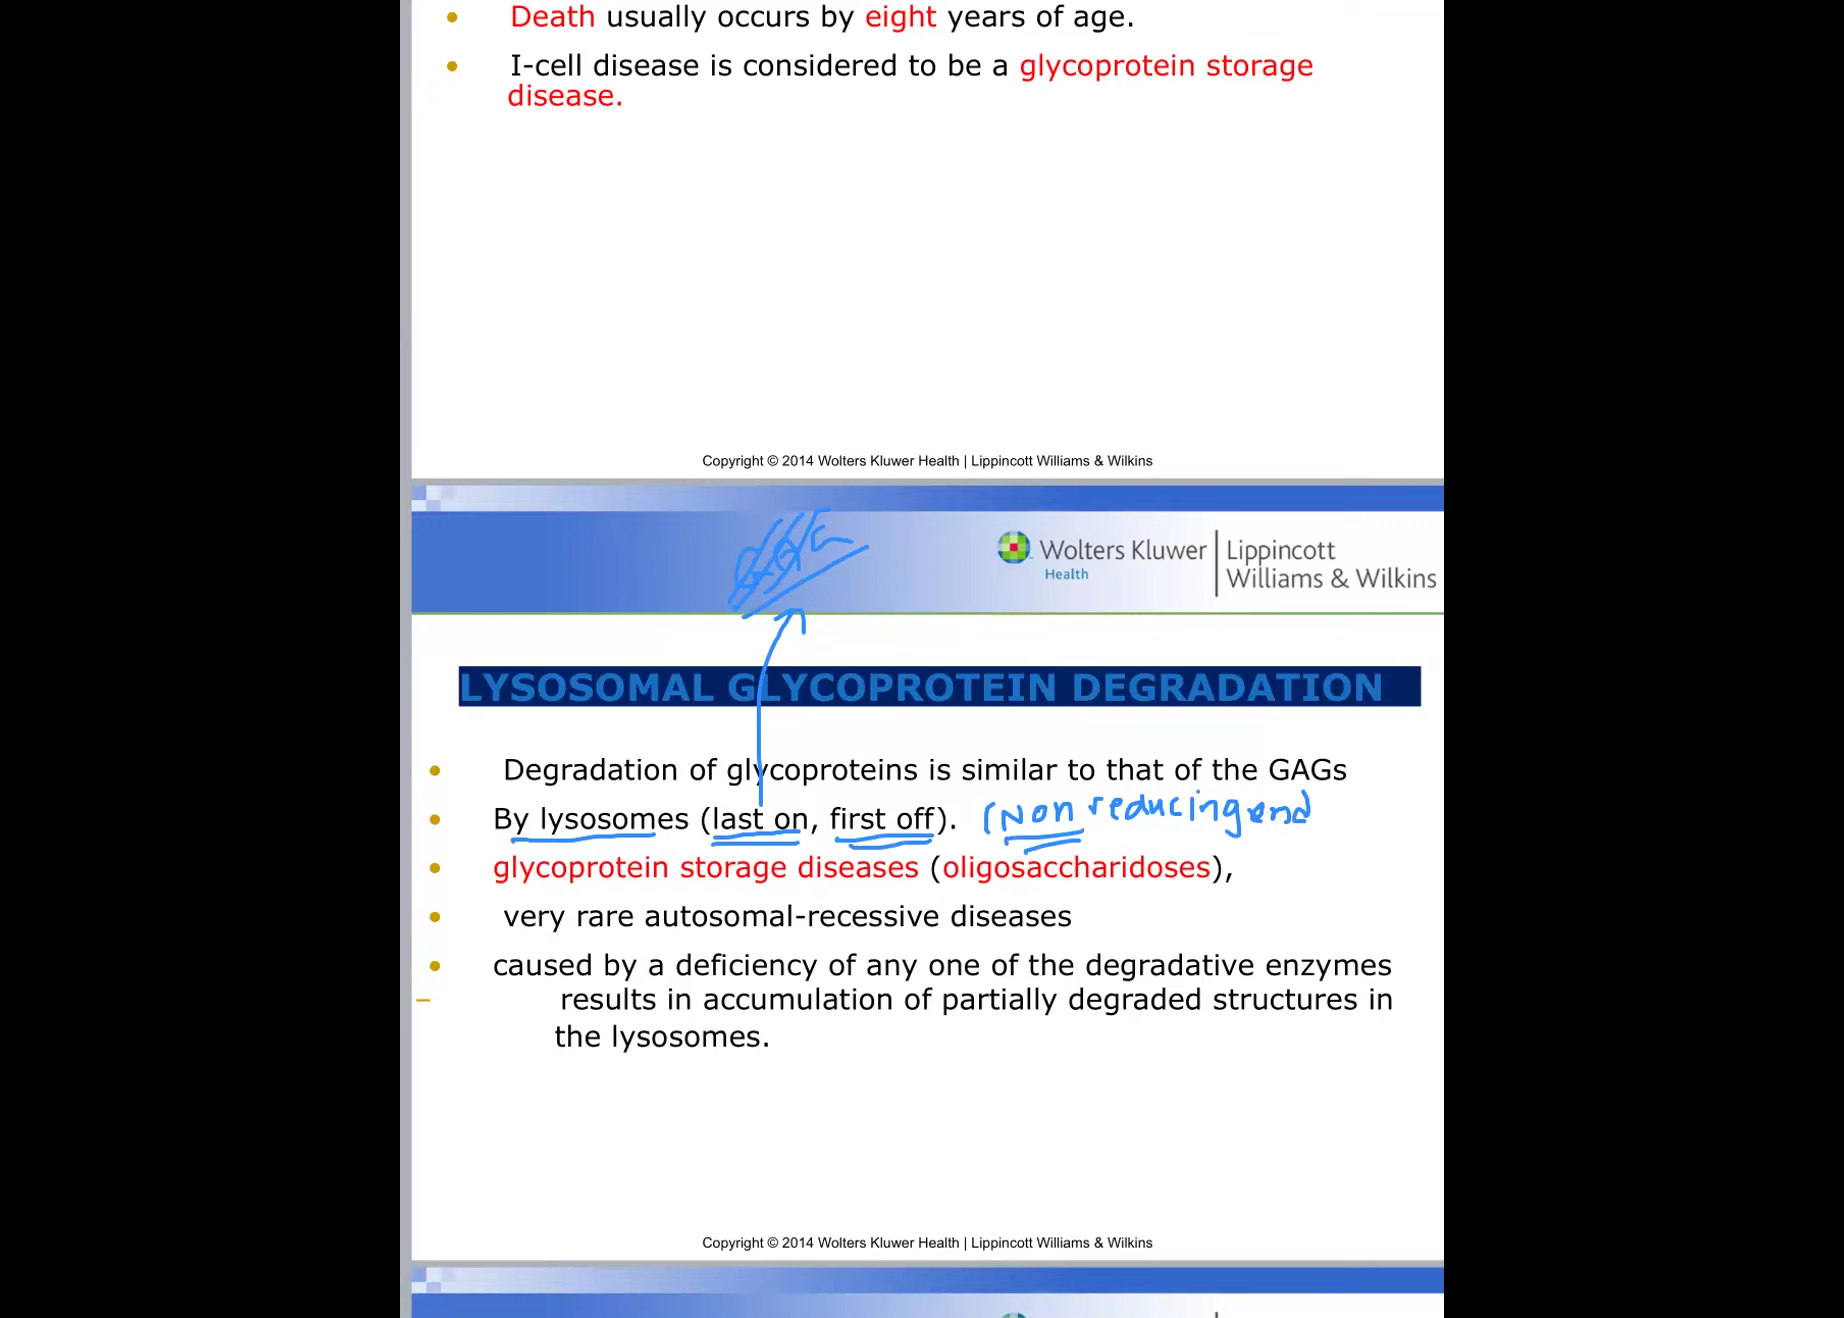 Death usually occurs by eight years of age.
I-cell disease is considered to be a glycoprotein storage
disease.
Copyright © 2014 Wolters Kluwer Health | Lippincott Williams & Wilkins
Wolters Kluwer
Health
Lippincott
Williams & Wilkins
LYSOSOMAL GLYCOPROTEIN DEGRADATION
Degradation of glycoproteins is similar to that of the GAGs
By lysosomes (last on, first off). (Non reducing end
glycoprotein storage diseases (oligosaccharidoses),
very rare autosomal-recessive diseases
caused by a deficiency of any one of the degradative enzymes
– results in accumulation of partially degraded structures in
the lysosomes.
Copyright © 2014 Wolters Kluwer Health | Lippincott Williams & Wilkins